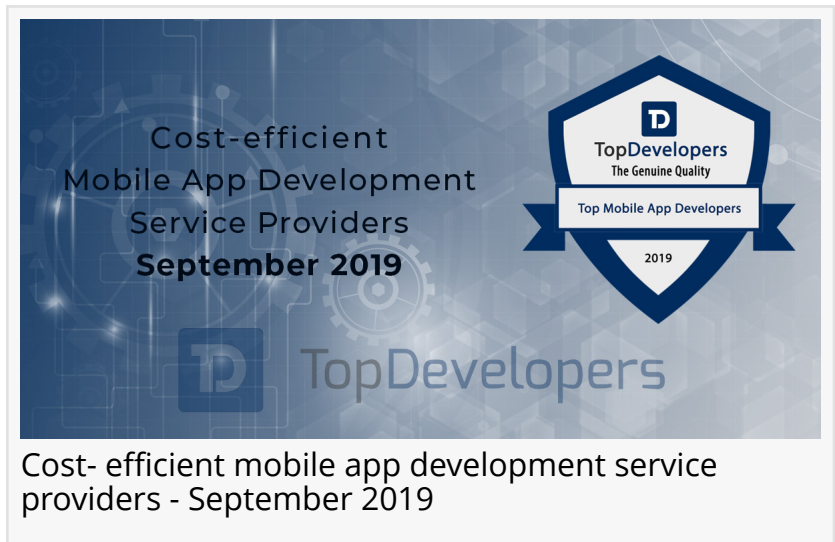 Cost-efficient
Mobile App Development
Service Providers
September 2019
TD
TopDevelopers
The Genuine Quality
Top Mobile App Developers
2019
TD TopDevelopers
Cost- efficient mobile app development service
providers - September 2019